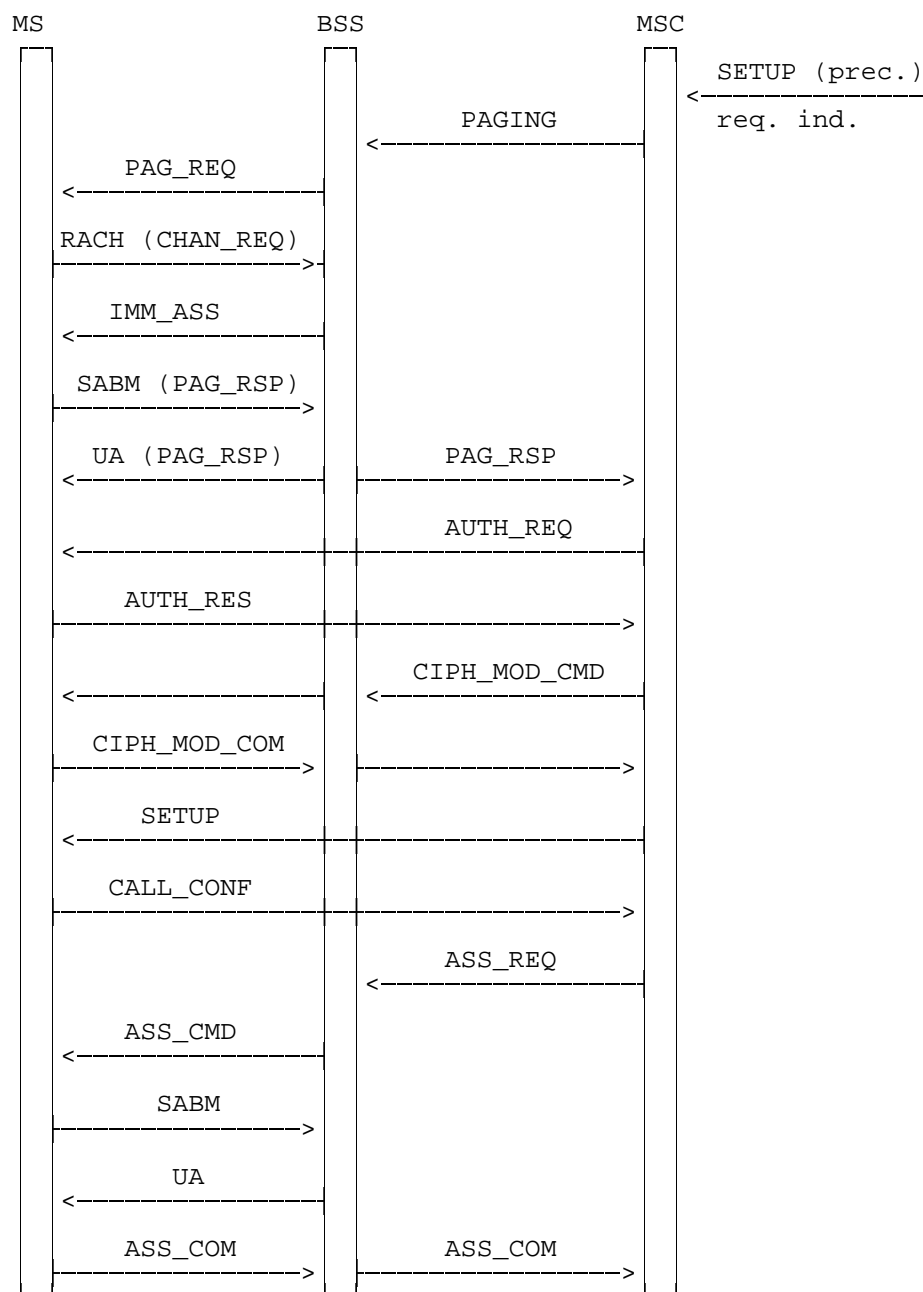 MS BSS MSC
SETUP (prec.)
PAGING
req. ind.
PAG_REQ
RACH (CHAN_REQ)
IMM_ASS
SABM (PAG_RSP)
UA (PAG_RSP) PAG_RSP
AUTH_REQ
AUTH_RES
CIPH_MOD_CMD
CIPH_MOD_COM
SETUP
CALL_CONF
ASS_REQ
ASS_CMD
SABM
UA
ASS_COM ASS_COM